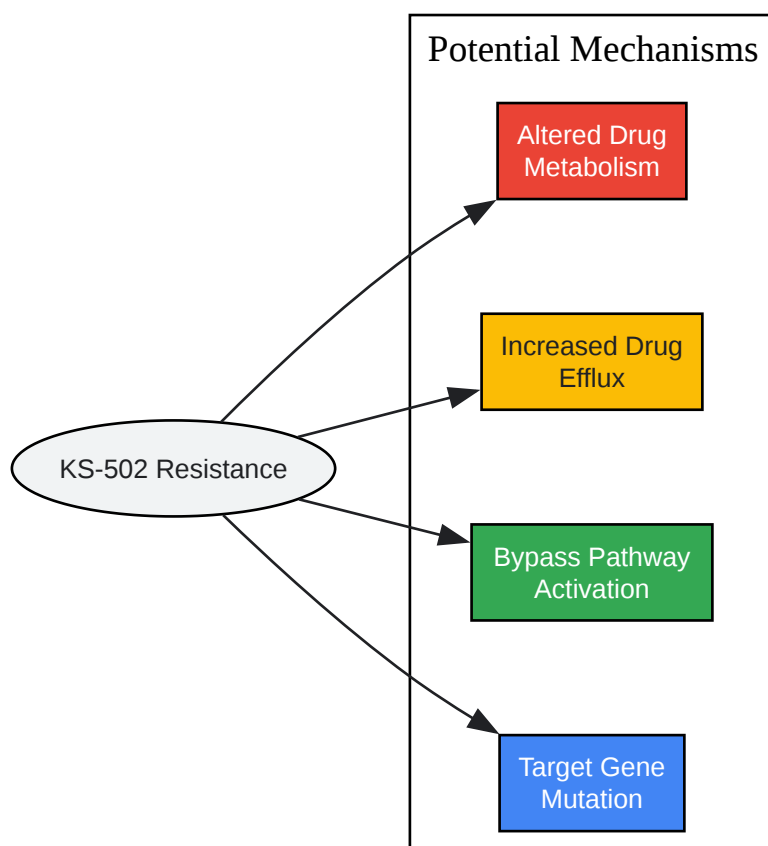 Potential Mechanisms
Altered Drug
Metabolism
Increased Drug
Efflux
KS-502 Resistance
Bypass Pathway
Activation
Target Gene
Mutation